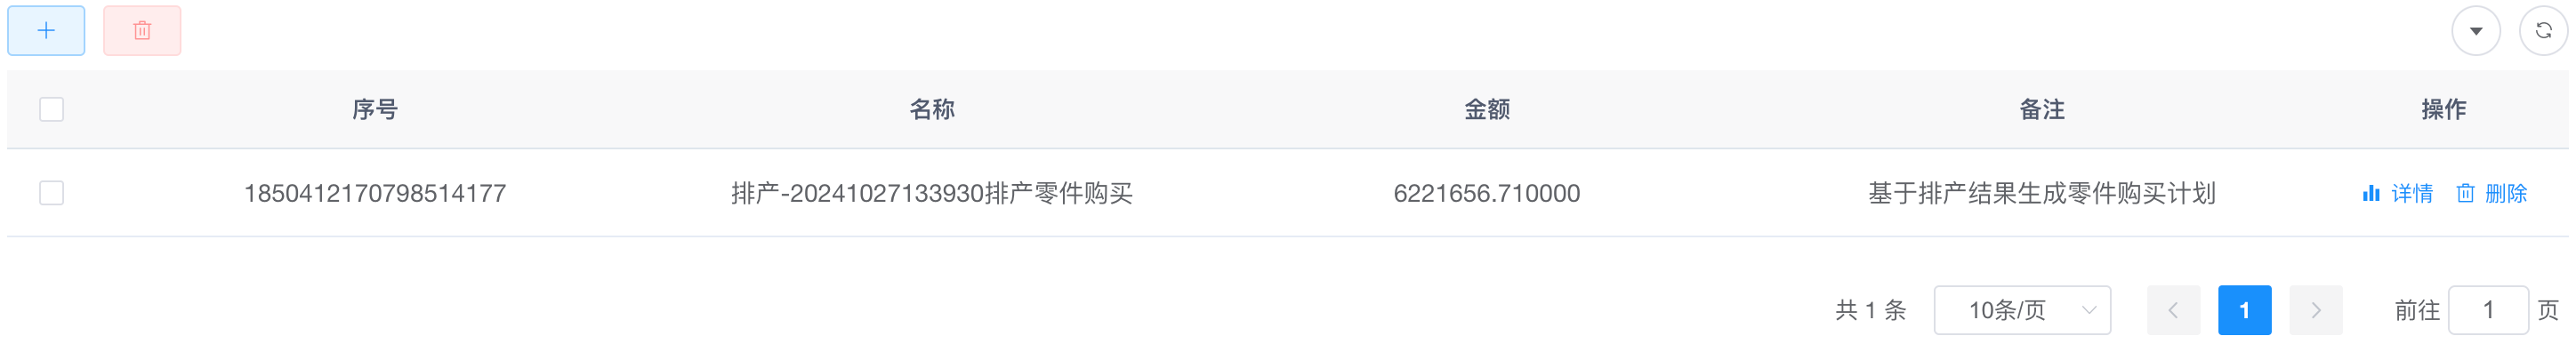 序号 名称 金额 备注 操作
1850412170798514177 排产-20241027133930排产零件购买 6221656.710000 基于排产结果生成零件购买计划 详情 删除
共 1 条 10条/页 1 前往 1 页